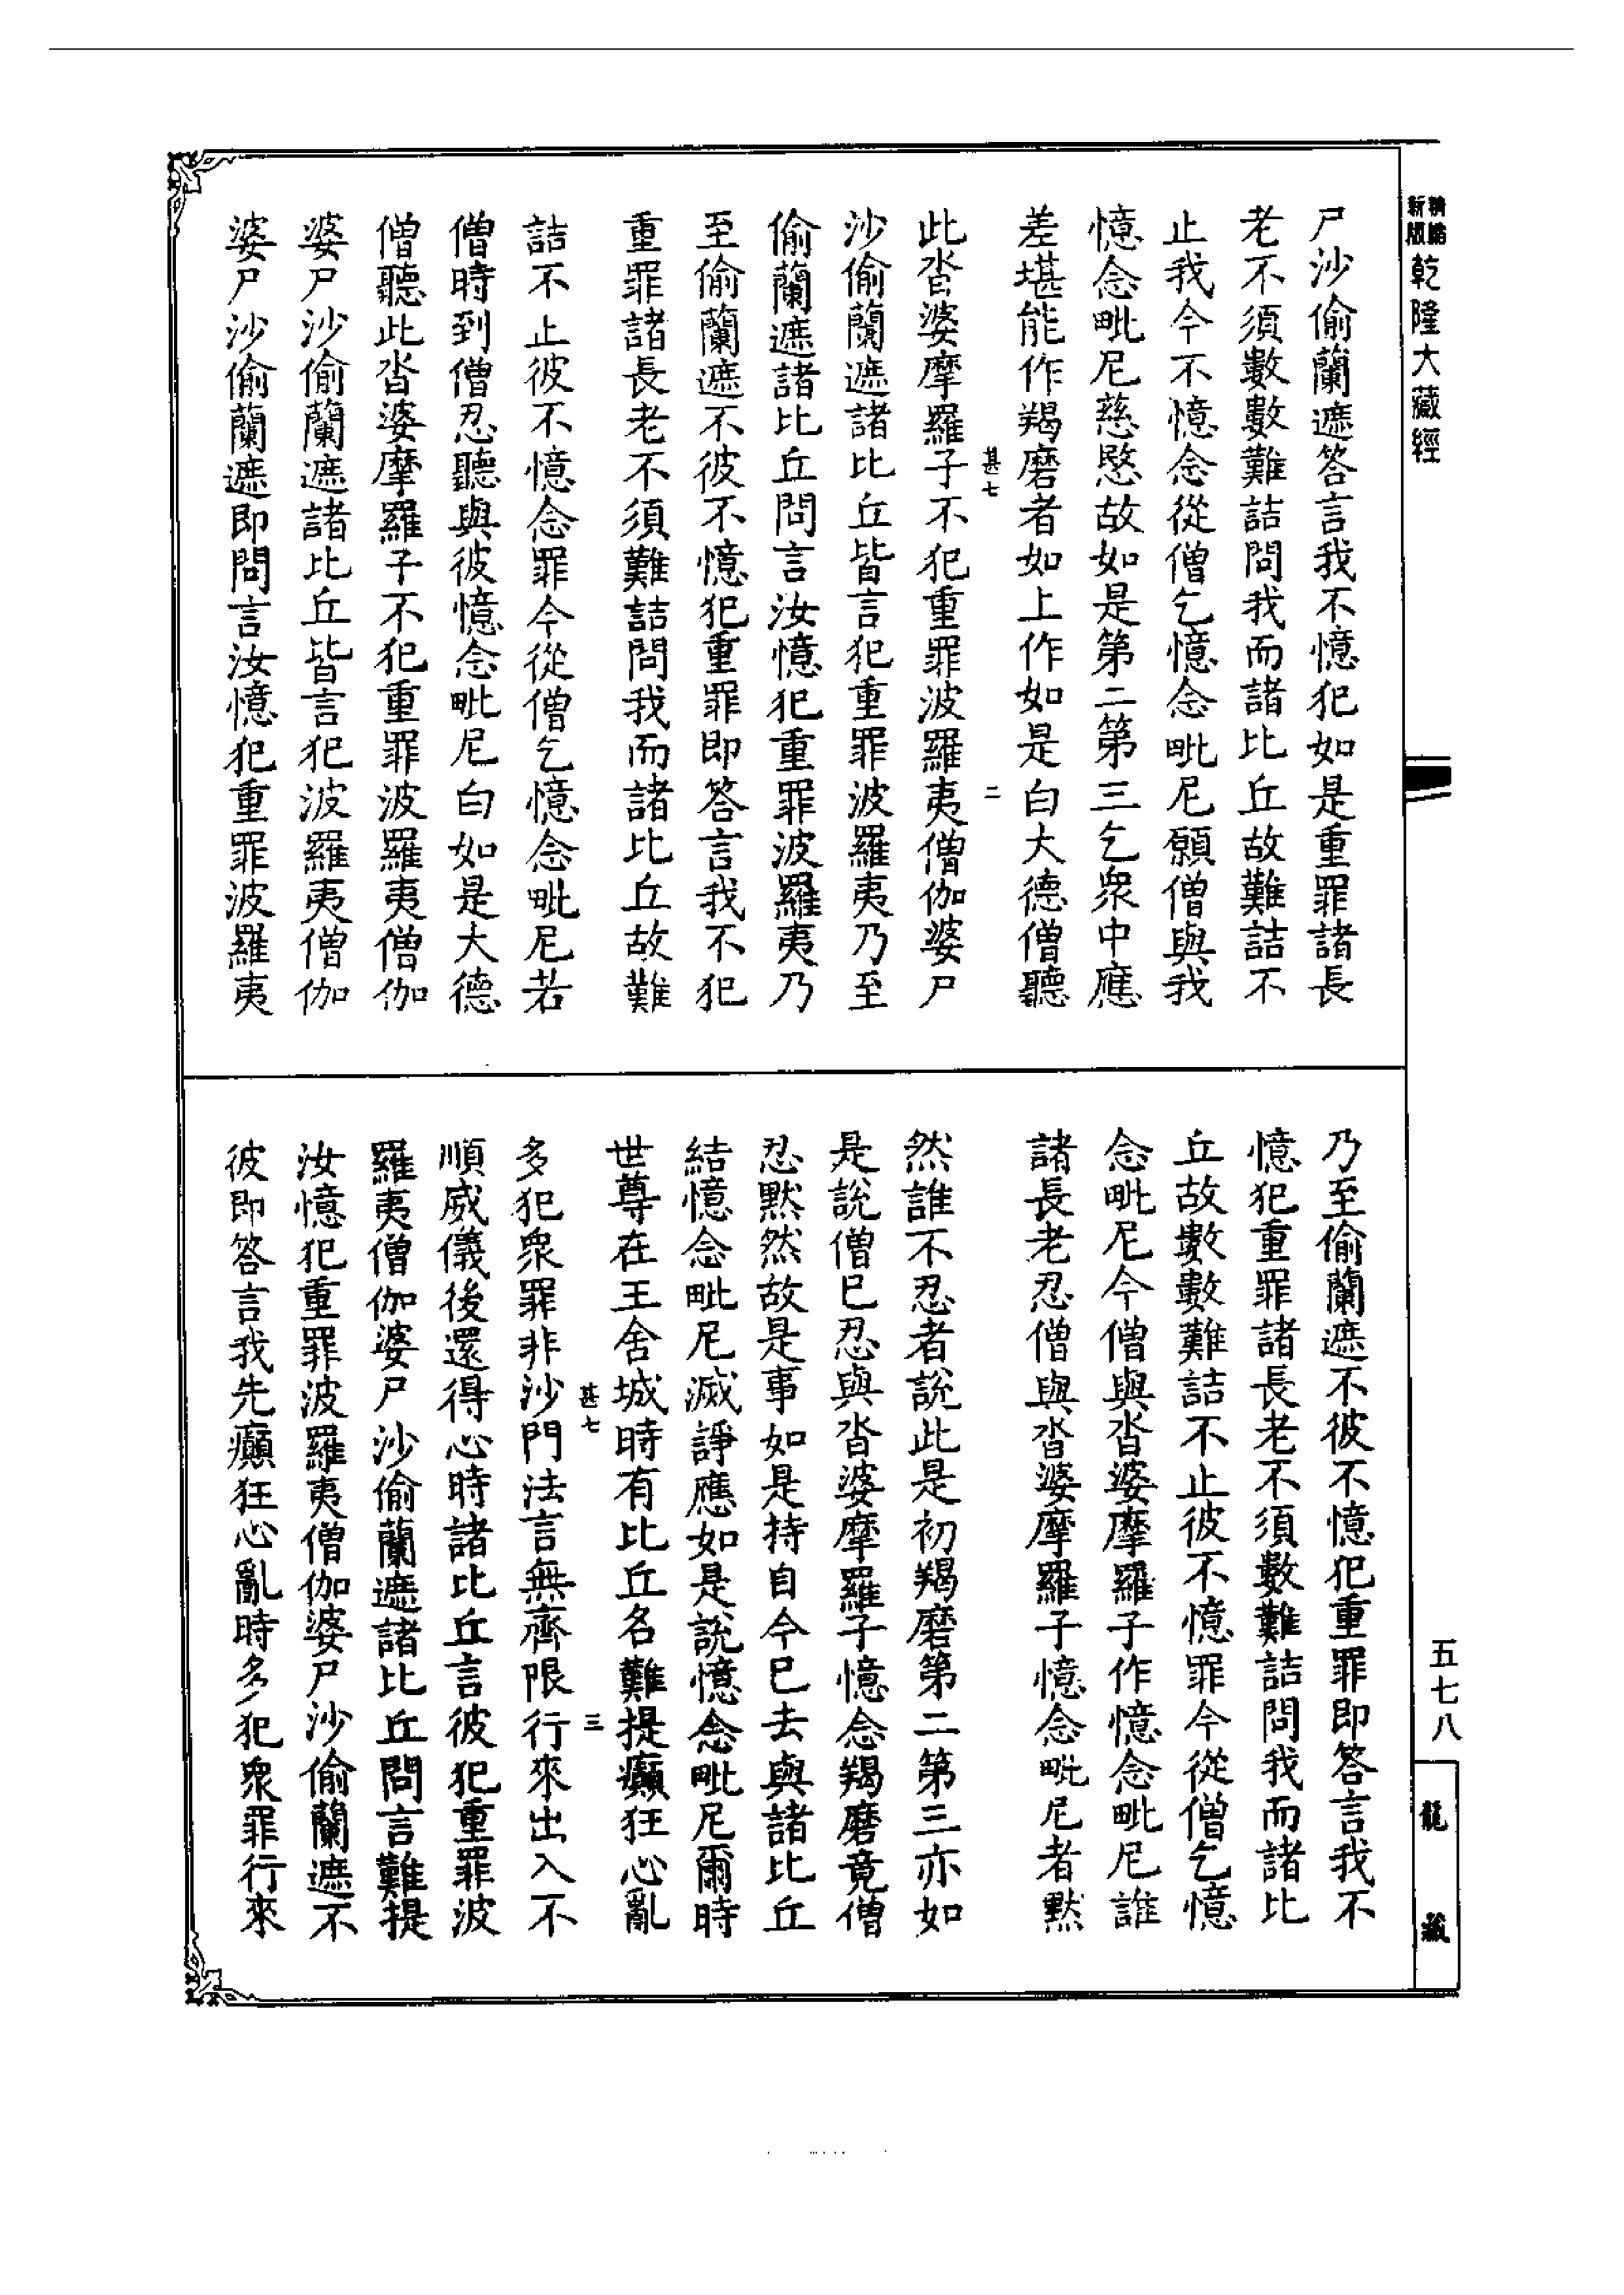 新版
精縮
乾隆大藏經
尸沙偷蘭遮答言我不憶犯如是重罪諸長
老不須數數難詰問我而諸比丘故難詰不
止我今不憶念從僧乞憶念毗尼願僧與我
憶念毗尼慈愍故如是第二第三乞眾中應
差堪能作羯磨者如上作如是白大德僧聽
甚七
二
此沓婆摩羅子不犯重罪波羅夷僧伽婆尸
沙偷蘭遮諸比丘皆言犯重罪波羅夷乃至
偷蘭遮諸比丘問言汝憶犯重罪波羅夷乃
至偷蘭遮不彼不憶犯重罪即答言我不犯
重罪諸長老不須難詰問我而諸比丘故難
詰不止彼不憶念罪今從僧乞憶念毗尼若
僧時到僧忍聽與彼憶念毗尼白如是大德
僧聽此沓婆摩羅子不犯重罪波羅夷僧伽
婆尸沙偷蘭遮諸比丘皆言犯波羅夷僧伽
婆尸沙偷蘭遮即問言汝憶犯重罪波羅夷
乃至偷蘭遮不彼不憶犯重罪即答言我不
憶犯重罪諸長老不須數難詰問我而諸比
丘故數數難詰不止彼不憶罪今從僧乞憶
念毗尼今僧與沓婆摩羅子作憶念毗尼誰
諸長老忍僧與沓婆摩羅子憶念毗尼者默
然誰不忍者說此是初羯磨第二第三亦如
是說僧已忍與沓婆摩羅子憶念羯磨竟僧
忍默然故是事如是持自今已去與諸比丘
結憶念毗尼滅諍應如是說憶念毗尼爾時
世尊在王舍城時有比丘名難提癲狂心亂
甚七
三
多犯眾罪非沙門法言無齊限行來出入不
順威儀後還得心時諸比丘言彼犯重罪波
羅夷僧伽婆尸沙偷蘭遮諸比丘問言難提
汝憶犯重罪波羅夷僧伽婆尸沙偷蘭遮不
彼即答言我先癲狂心亂時多犯眾罪行來
五七八
龍藏